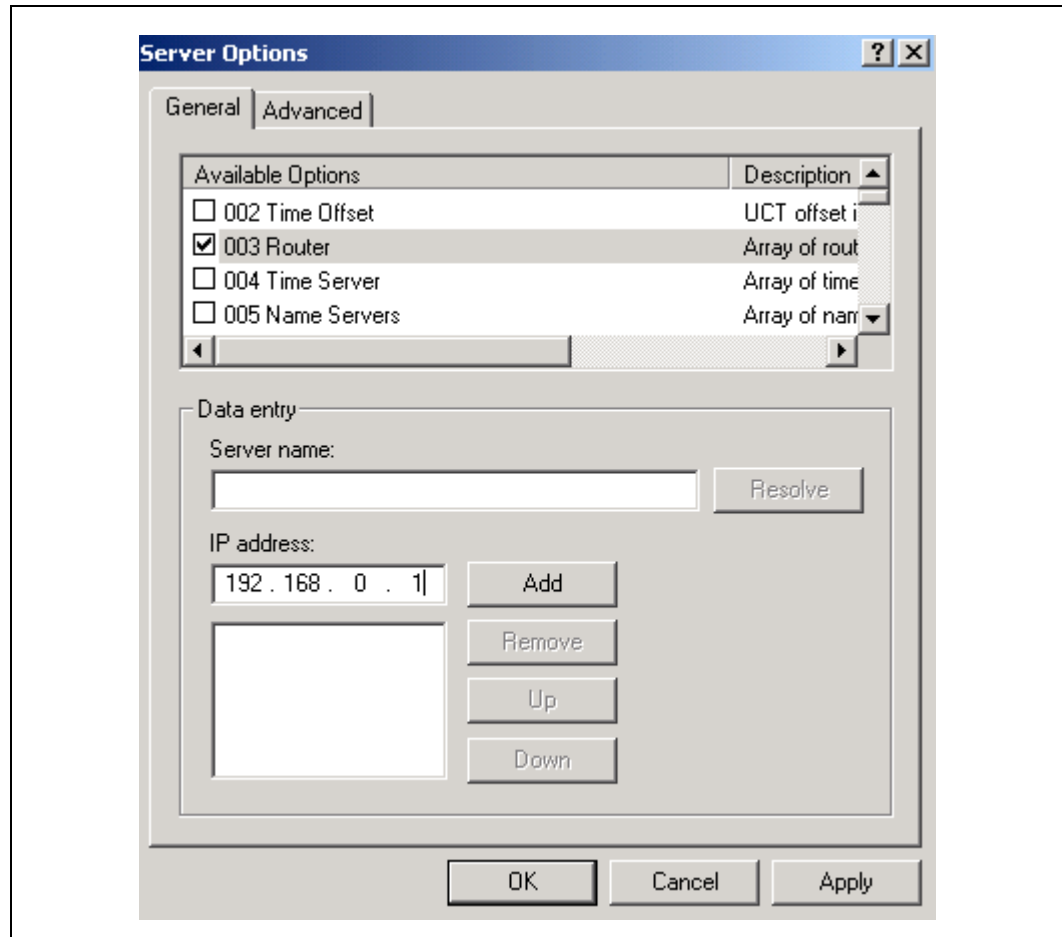 Server Options
General Advanced
Available Options Description
002 Time Offset UCT offset i
003 Router Array of rout
004 Time Server Array of time
005 Name Servers Array of nam
Data entry
Server name:
Resolve
IP address:
192 . 168 . 0 . 1 Add
Remove
Up
Down
OK Cancel Apply